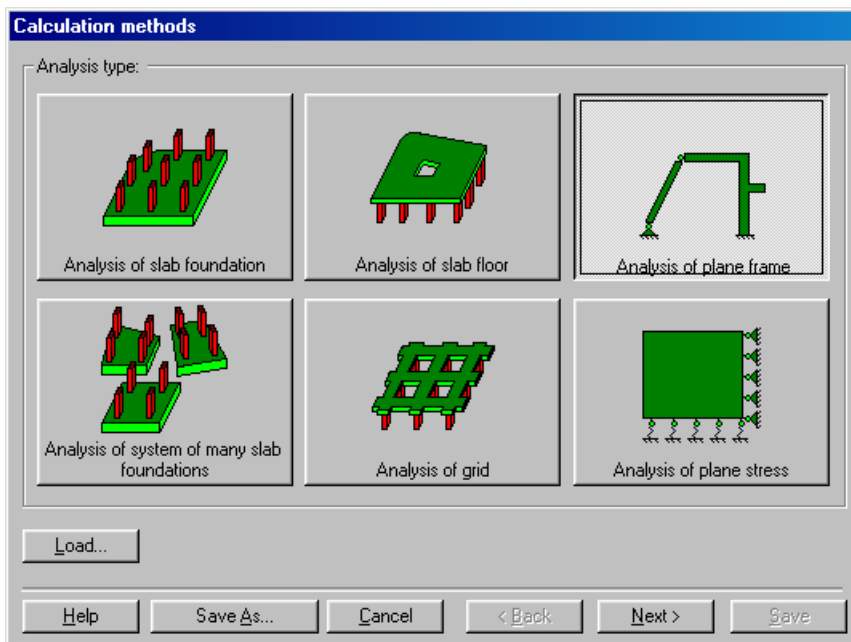 Calculation methods
Analysis type:
Analysis of slab foundation
Analysis of slab floor
Analysis of plane frame
Analysis of system of many slab
foundations
Analysis of grid
Analysis of plane stress
Load...
Help
Save As...
Cancel
< Back
Next >
Save